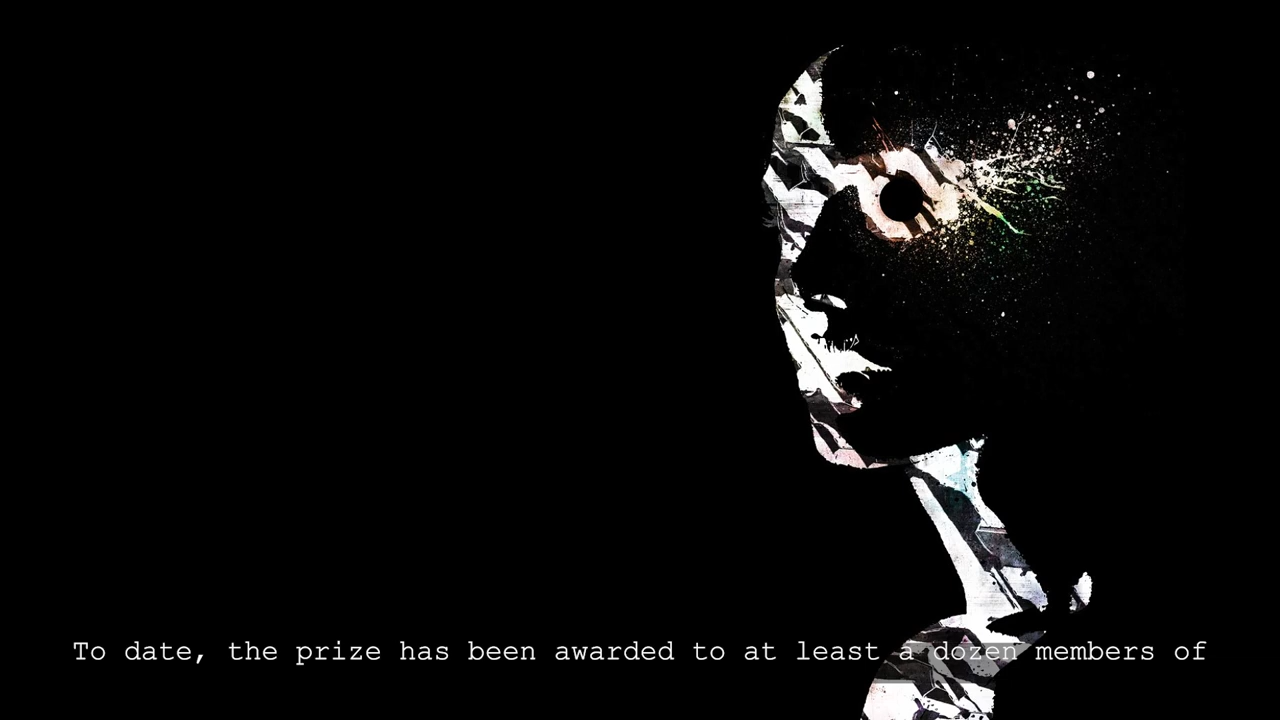 To date, the prize has been awarded to at least a dozen members of